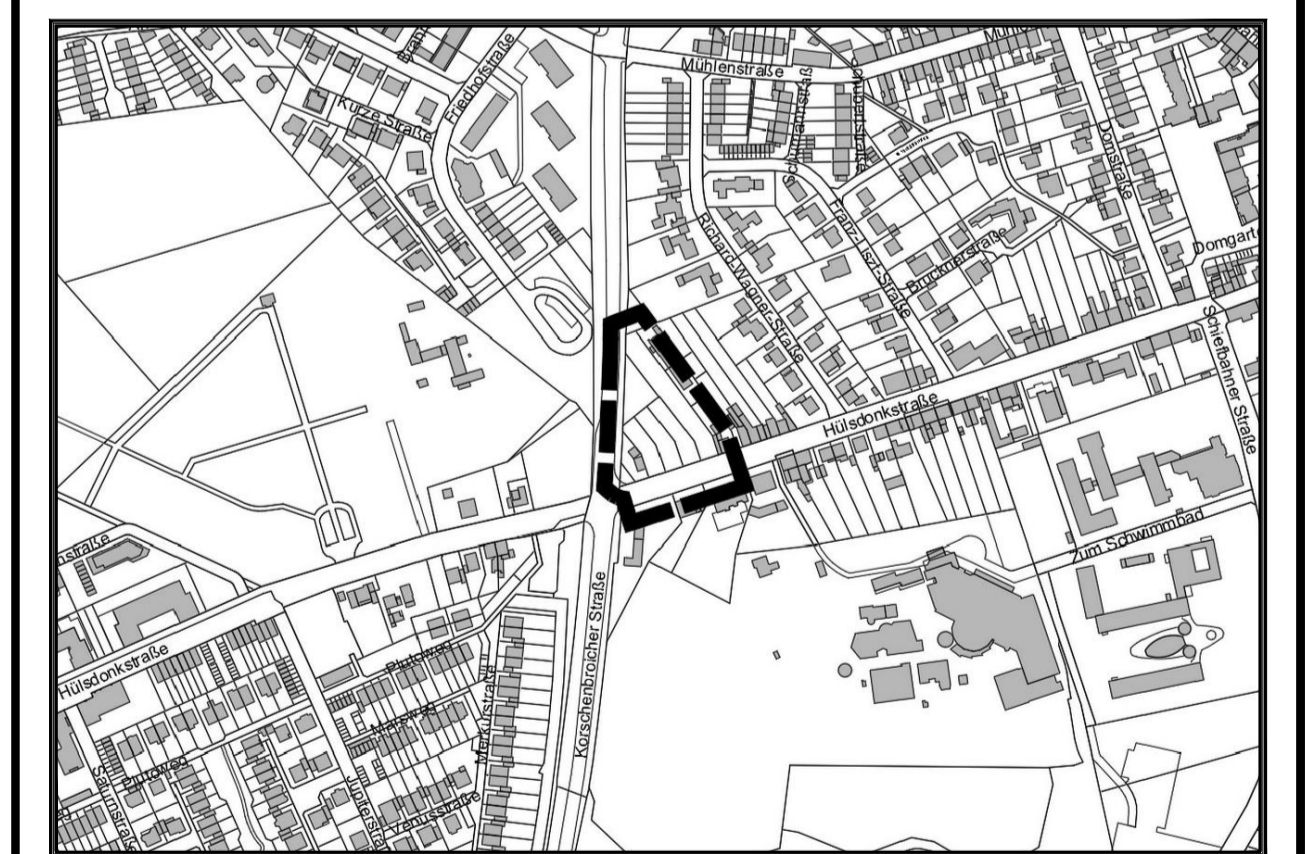 Friedhofstraße
Mühlenstraße
Kurze Straße
Schumannstraße
Domstraße
Richard-Wagner-Straße
Franz-Liszt-Straße
Brucknerstraße
Schiefbahner Straße
Hülsdonkstraße
Zum Schwimmbad
Korschenbroicher Straße
Hülsdonkstraße
Plutoweg
Marsweg
Merkurstraße
Plutoweg
Saturnstraße
Venusstraße